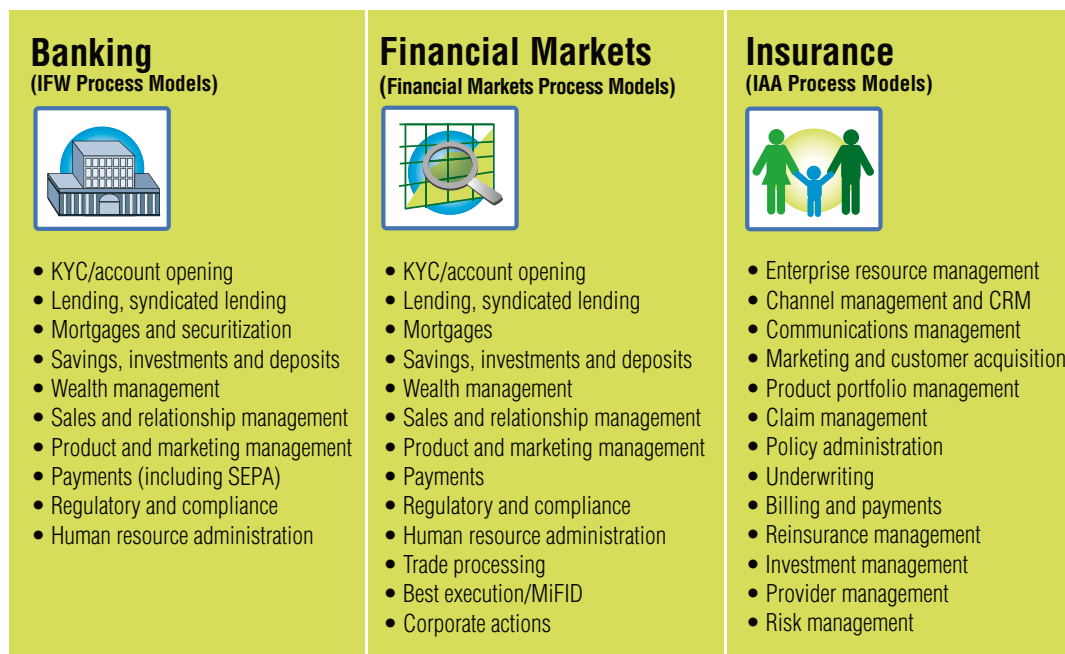 Banking
(IFW Process Models)
• KYC/account opening
• Lending, syndicated lending
• Mortgages and securitization
• Savings, investments and deposits
• Wealth management
• Sales and relationship management
• Product and marketing management
• Payments (including SEPA)
• Regulatory and compliance
• Human resource administration
Financial Markets
(Financial Markets Process Models)
• KYC/account opening
• Lending, syndicated lending
• Mortgages
• Savings, investments and deposits
• Wealth management
• Sales and relationship management
• Product and marketing management
• Payments
• Regulatory and compliance
• Human resource administration
• Trade processing
• Best execution/MiFID
• Corporate actions
Insurance
(IAA Process Models)
• Enterprise resource management
• Channel management and CRM
• Communications management
• Marketing and customer acquisition
• Product portfolio management
• Claim management
• Policy administration
• Underwriting
• Billing and payments
• Reinsurance management
• Investment management
• Provider management
• Risk management